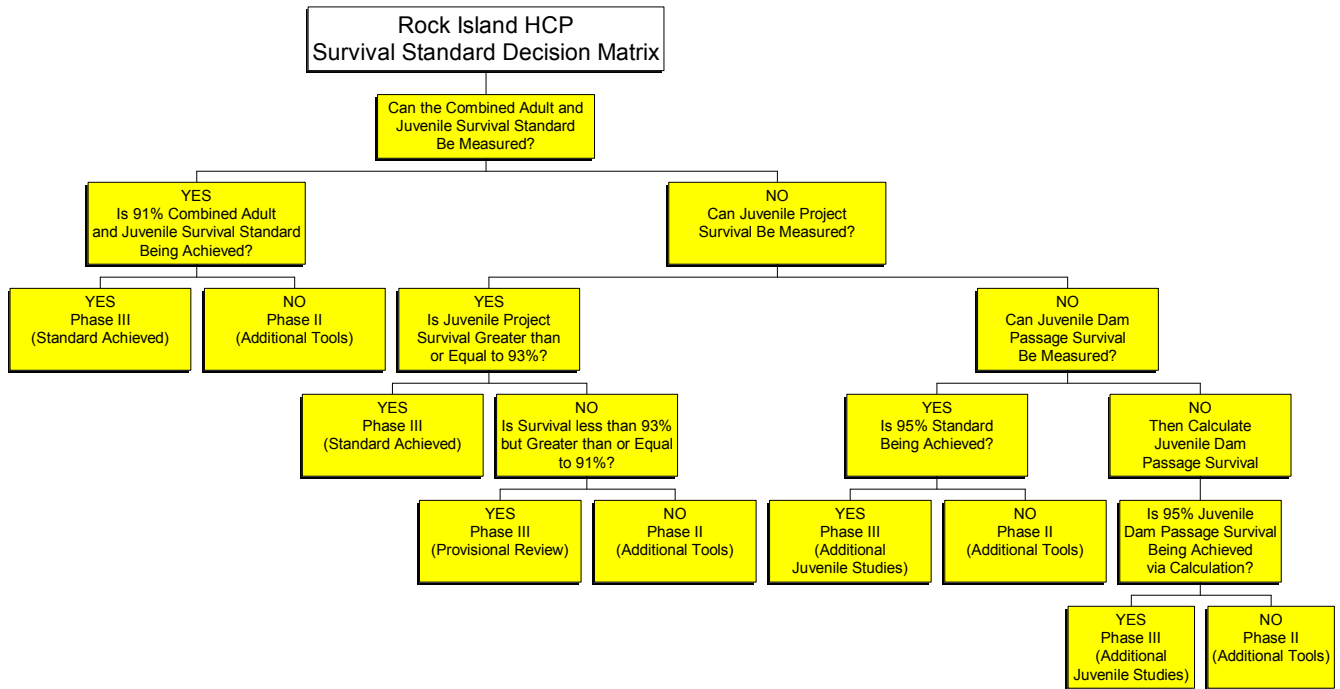 Rock Island HCP
Survival Standard Decision Matrix
Can the Combined Adult and
Juvenile Survival Standard
Be Measured?
YES
Is 91% Combined Adult
and Juvenile Survival Standard
Being Achieved?
NO
Can Juvenile Project
Survival Be Measured?
YES
Phase III
(Standard Achieved)
NO
Phase II
(Additional Tools)
YES
Is Juvenile Project
Survival Greater than
or Equal to 93%?
NO
Can Juvenile Dam
Passage Survival
Be Measured?
YES
Phase III
(Standard Achieved)
NO
Is Survival less than 93%
but Greater than or Equal
to 91%?
YES
Is 95% Standard
Being Achieved?
NO
Then Calculate
Juvenile Dam
Passage Survival
YES
Phase III
(Provisional Review)
NO
Phase II
(Additional Tools)
YES
Phase III
(Additional
Juvenile Studies)
NO
Phase II
(Additional Tools)
Is 95% Juvenile
Dam Passage Survival
Being Achieved
via Calculation?
YES
Phase III
(Additional
Juvenile Studies)
NO
Phase II
(Additional Tools)